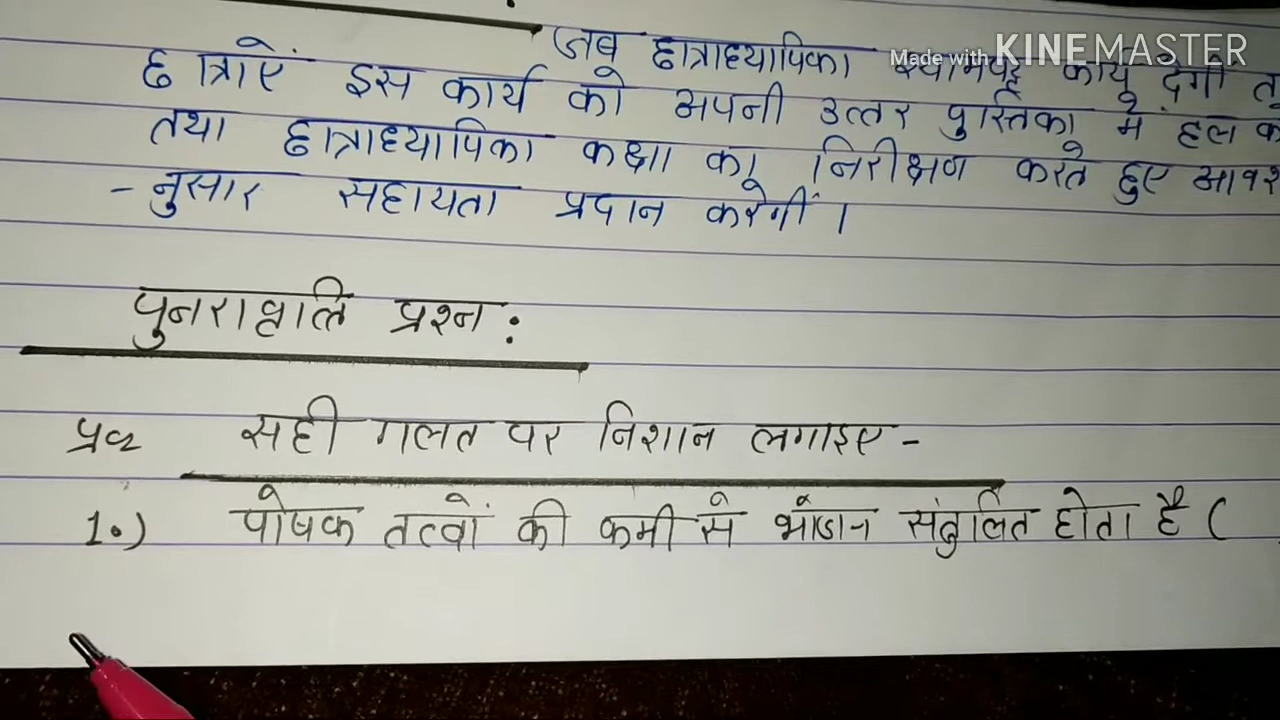 जब छात्राध्यापिका श्यामपट्ट कार्य देंगी
Made with KINEMASTER
छात्राएं इस कार्य को अपनी उत्तर पुस्तिका में हल
तथा छात्राध्यापिका कक्षा का निरीक्षण करते हुए
-नुसार सहायता प्रदान करेगीं।
पुनरावृत्ति प्रश्न :
सही गलत पर निशान लगाइए -
1.) पोषक तत्वों की कमी से भोजन संतुलित होता है (